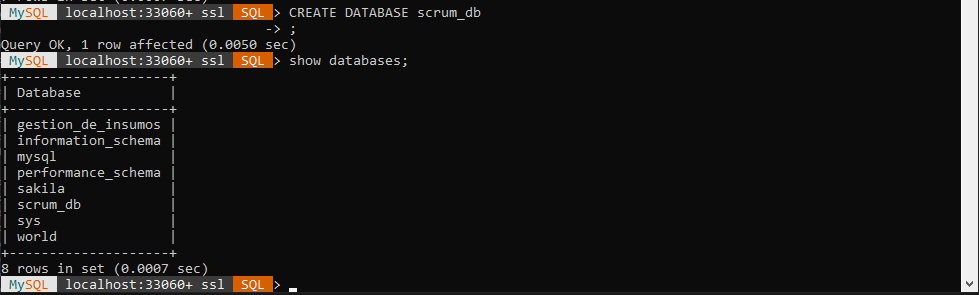 MySQL localhost:33060+ ssl SQL > CREATE DATABASE scrum_db
-> ;
Query OK, 1 row affected (0.0050 sec)
MySQL localhost:33060+ ssl SQL > show databases;
+--------------------+
| Database           |
+--------------------+
| gestion_de_insumos |
| information_schema |
| mysql              |
| performance_schema |
| sakila             |
| scrum_db           |
| sys                |
| world              |
+--------------------+
8 rows in set (0.0007 sec)
MySQL localhost:33060+ ssl SQL >